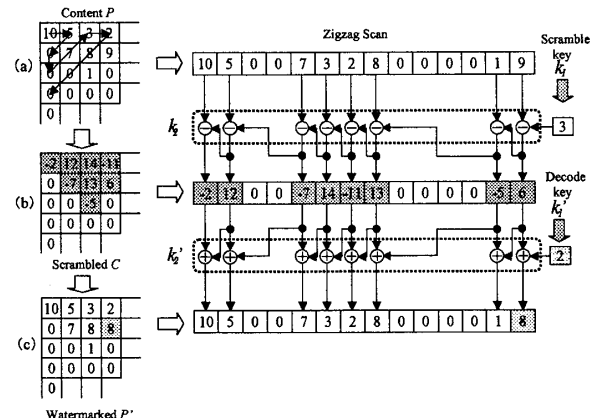 Content P
Zigzag Scan
Scramble
key
k₁
10 5 3 2
0 7 8 9
0 0 1 0
0 0 0 0
0
(a)
10 5 0 0 7 3 2 8 0 0 0 0 1 9
k₂
3
(b)
-2 12 14 -11
0 -7 13 6
0 0 -5 0
0 0 0 0
0
-2 12 0 0 -7 14 -11 13 0 0 0 0 -5 6
Decode
key
k₁'
Scrambled C
k₂'
2
(c)
10 5 3 2
0 7 8 8
0 0 1 0
0 0 0 0
0
10 5 0 0 7 3 2 8 0 0 0 0 1 8
Watermarked P'